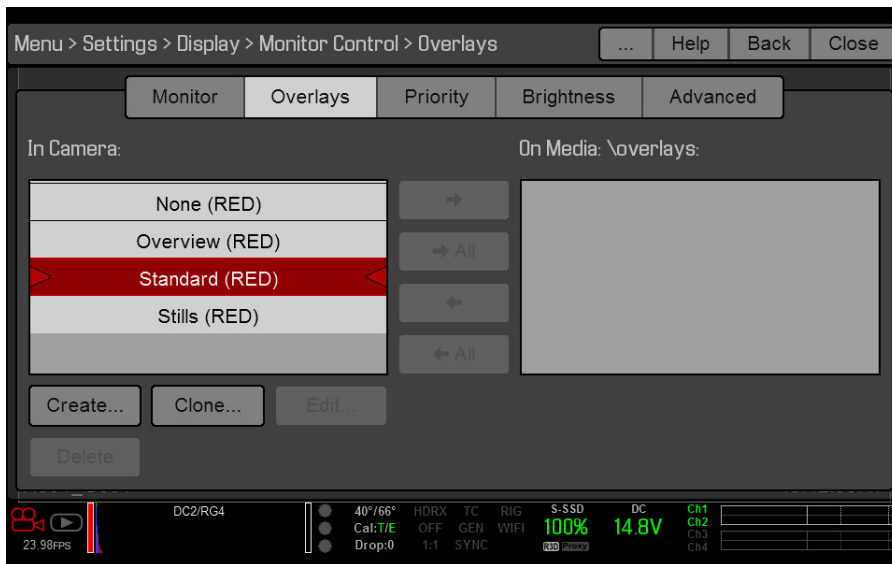 Menu > Settings > Display > Monitor Control > Overlays ... Help Back Close
Monitor Overlays Priority Brightness Advanced
In Camera: On Media: \overlays:
None (RED)
Overview (RED)
Standard (RED)
Stills (RED)
→
→ All
←
← All
Create... Clone... Edit...
Delete
DC2/RG4 40°/66° HDRX TC RIG S-SSD DC Ch1
Cal:T/E OFF GEN WIFI 100% 14.8V Ch2
23.98FPS Drop:0 1:1 SYNC R3D Proxy Ch3
Ch4